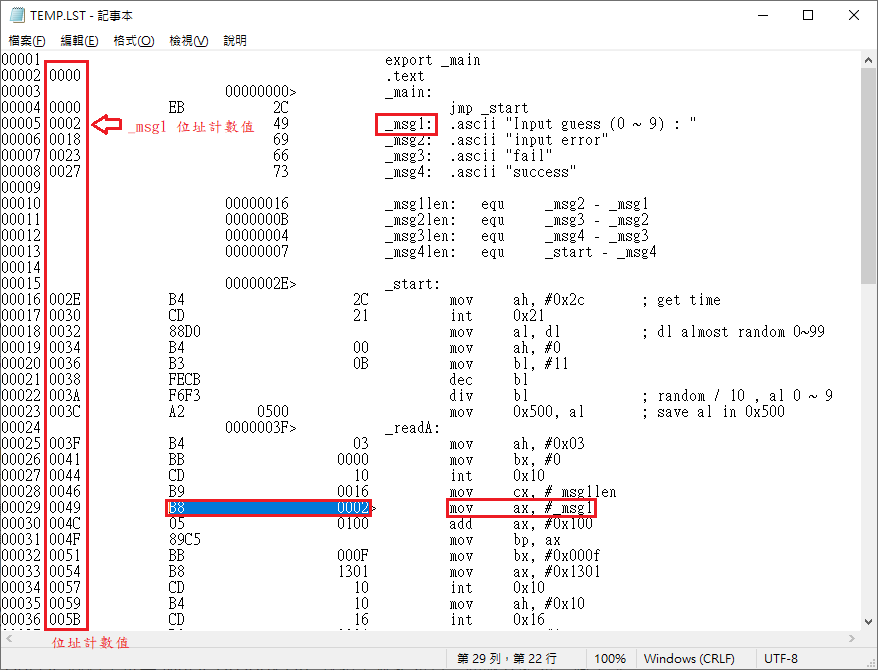 TEMP.LST - 記事本
檔案(F) 編輯(E) 格式(O) 檢視(V) 說明
00001 export _main
00002 0000 .text
00003 00000000> _main:
00004 0000 EB 2C jmp _start
00005 0002 _msg1 位址計數值 49 _msg1: .ascii "Input guess (0 ~ 9) : "
00006 0018 69 _msg2: .ascii "input error"
00007 0023 66 _msg3: .ascii "fail"
00008 0027 73 _msg4: .ascii "success"
00009
00010 00000016 _msg1len: equ _msg2 - _msg1
00011 0000000B _msg2len: equ _msg3 - _msg2
00012 00000004 _msg3len: equ _msg4 - _msg3
00013 00000007 _msg4len: equ _start - _msg4
00014
00015 0000002E> _start:
00016 002E B4 2C mov ah, #0x2c ; get time
00017 0030 CD 21 int 0x21
00018 0032 88D0 mov al, dl ; dl almost random 0~99
00019 0034 B4 00 mov ah, #0
00020 0036 B3 0B mov bl, #11
00021 0038 FECB dec bl
00022 003A F6F3 div bl ; random / 10 , al 0 ~ 9
00023 003C A2 0500 mov 0x500, al ; save al in 0x500
00024 0000003F> _readA:
00025 003F B4 03 mov ah, #0x03
00026 0041 BB 0000 mov bx, #0
00027 0044 CD 10 int 0x10
00028 0046 B9 0016 mov cx, #_msg1len
00029 0049 B8 0002> mov ax, #_msg1
00030 004C 05 0100 add ax, #0x100
00031 004F 89C5 mov bp, ax
00032 0051 BB 000F mov bx, #0x000f
00033 0054 B8 1301 mov ax, #0x1301
00034 0057 CD 10 int 0x10
00035 0059 B4 10 mov ah, #0x10
00036 005B CD 16 int 0x16
位址計數值
第 29 列，第 22 行 100% Windows (CRLF) UTF-8